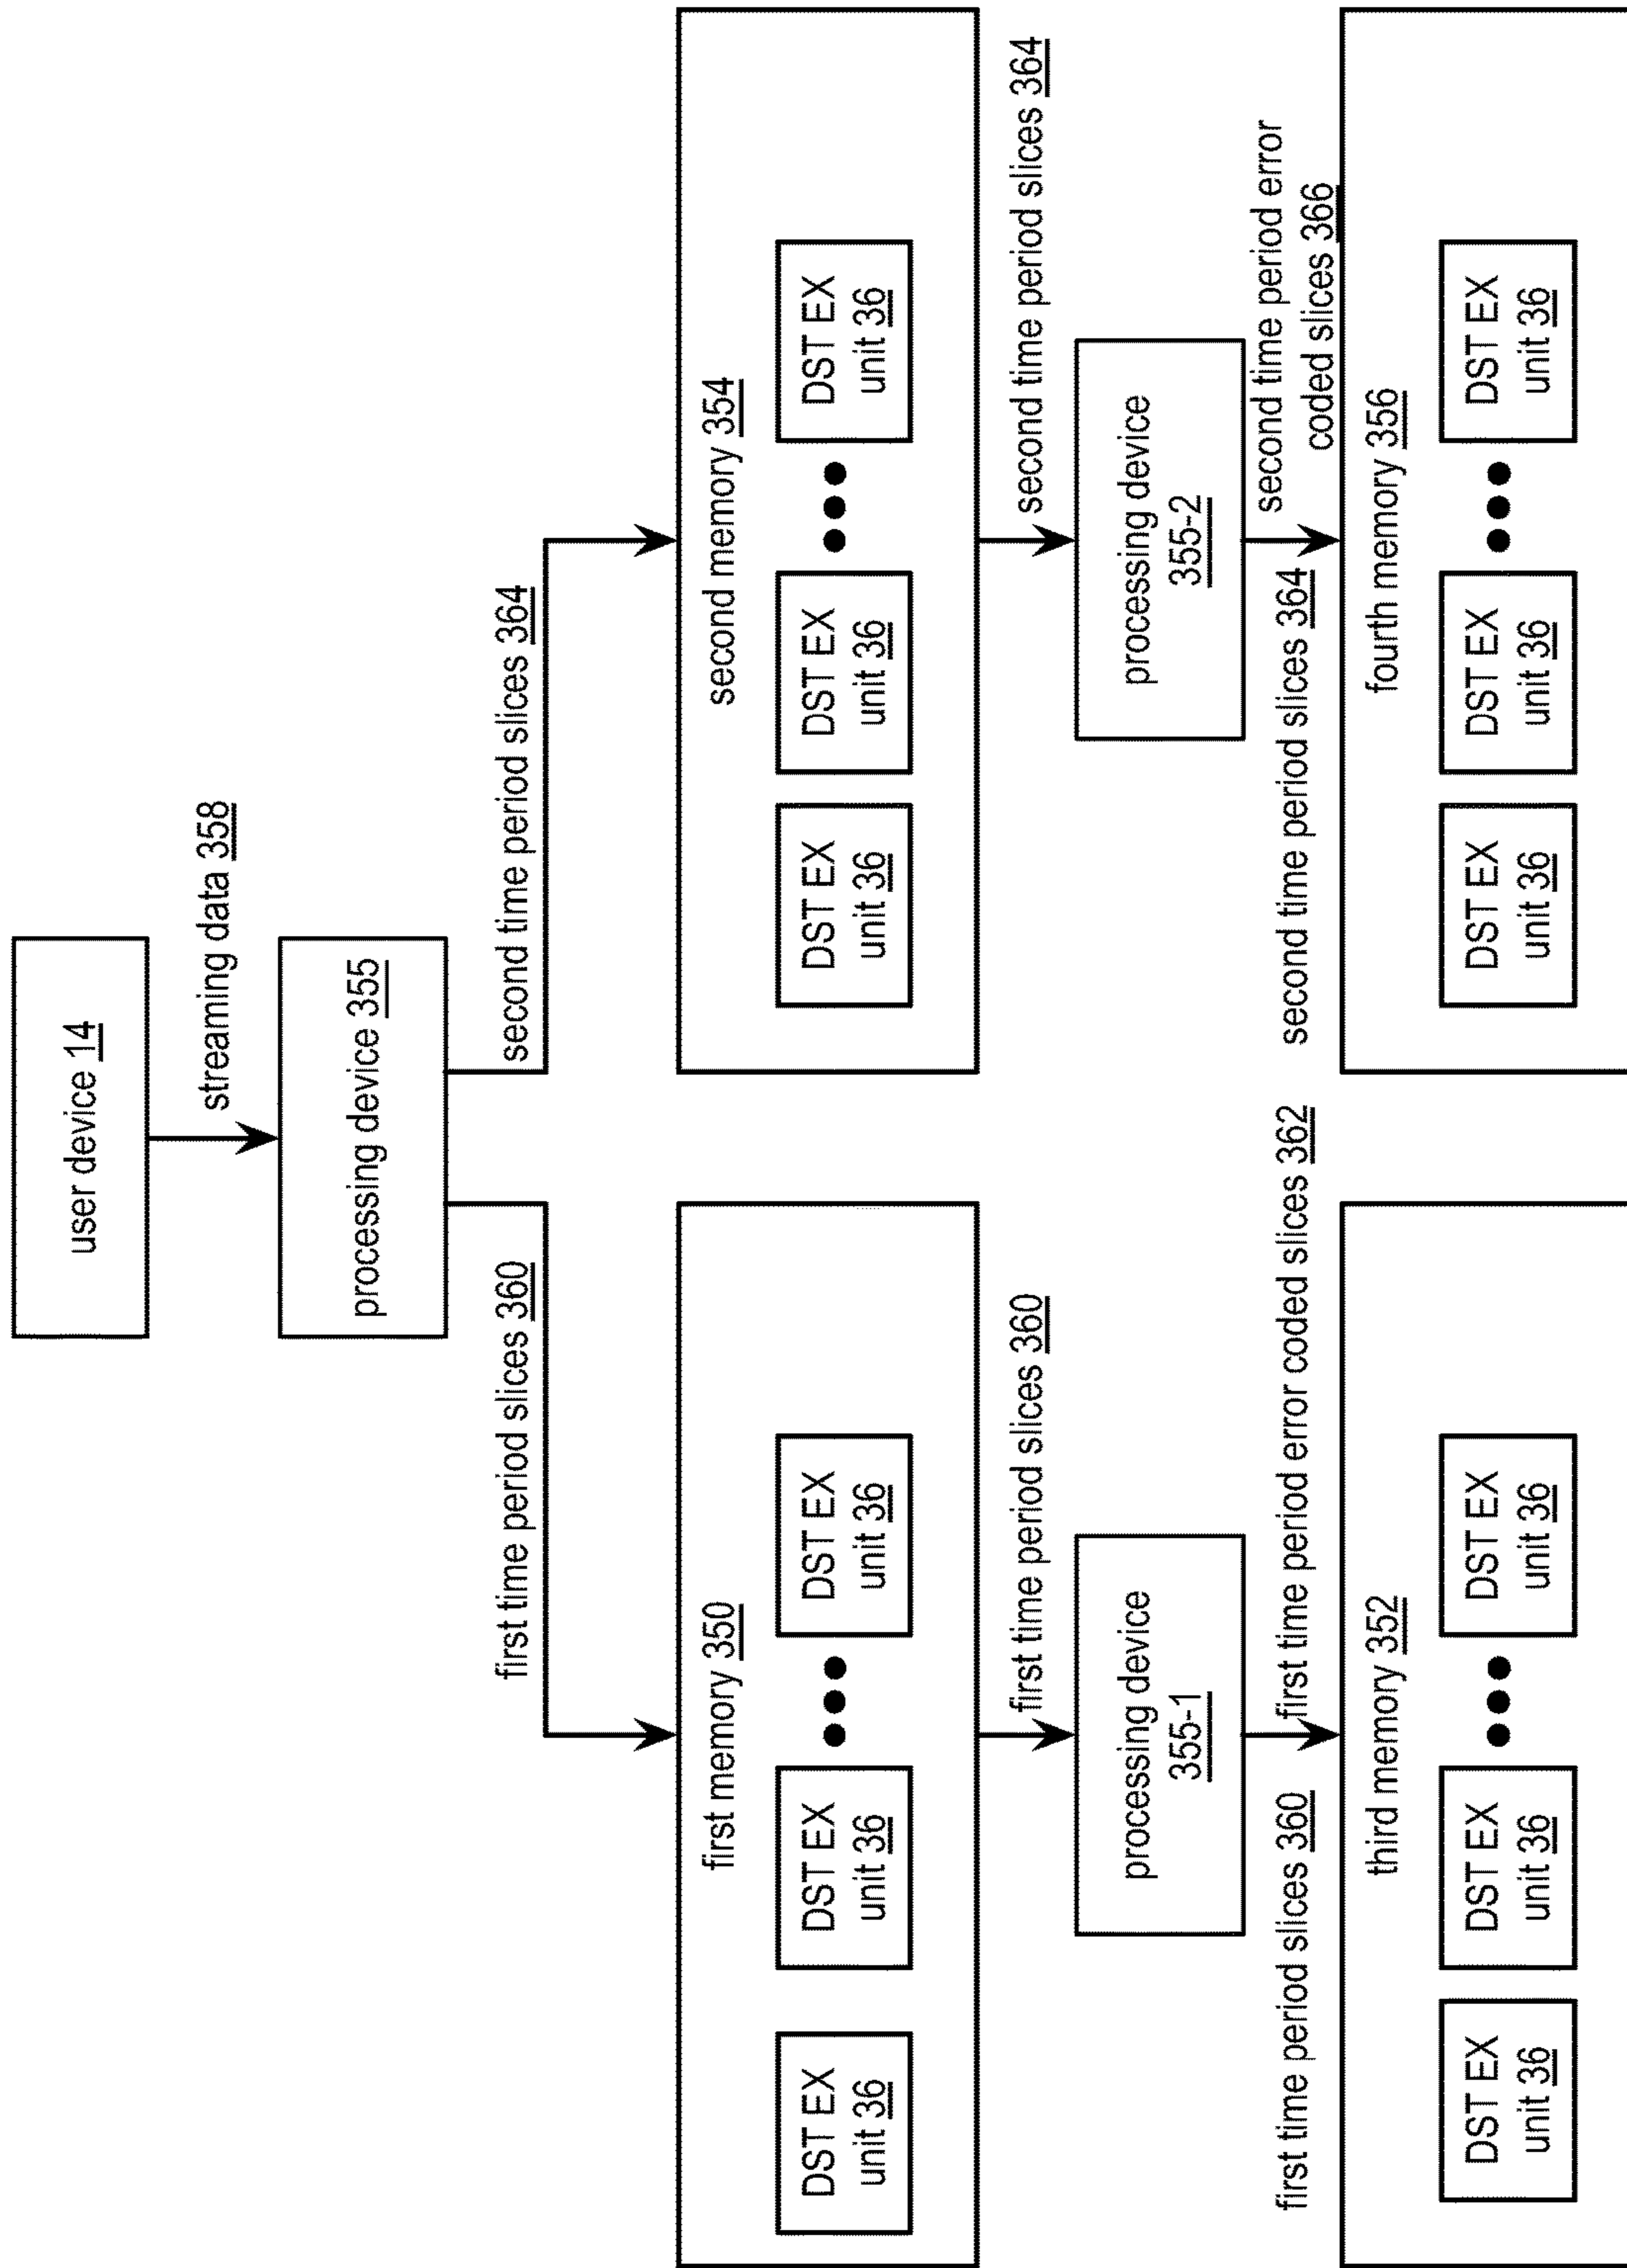 user device 14
streaming data 358
processing device 355
first time period slices 360
second time period slices 364
first memory 350
DST EX
unit 36
DST EX
unit 36
DST EX
unit 36
second memory 354
DST EX
unit 36
DST EX
unit 36
DST EX
unit 36
first time period slices 360
second time period slices 364
processing device
355-1
processing device
355-2
first time period slices 360
first time period error coded slices 362
second time period slices 364
second time period error
coded slices 366
third memory 352
DST EX
unit 36
DST EX
unit 36
DST EX
unit 36
fourth memory 356
DST EX
unit 36
DST EX
unit 36
DST EX
unit 36